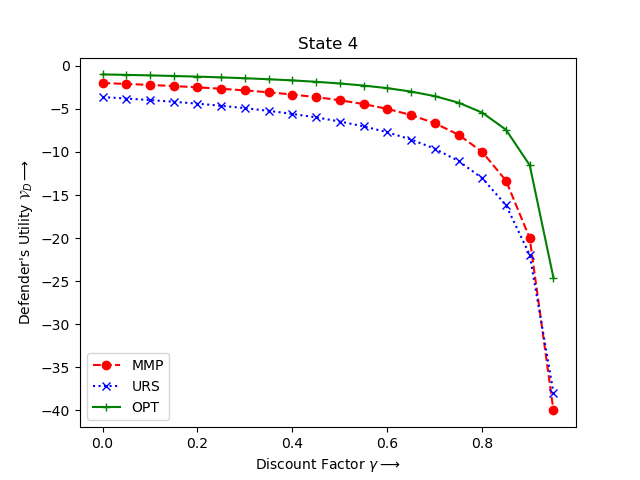 State 4
0
−5
−10
−15
−20
−25
−30
−35
−40
Defender's Utility 𝒱_D ⟶
MMP
URS
OPT
0.0 0.2 0.4 0.6 0.8
Discount Factor γ ⟶